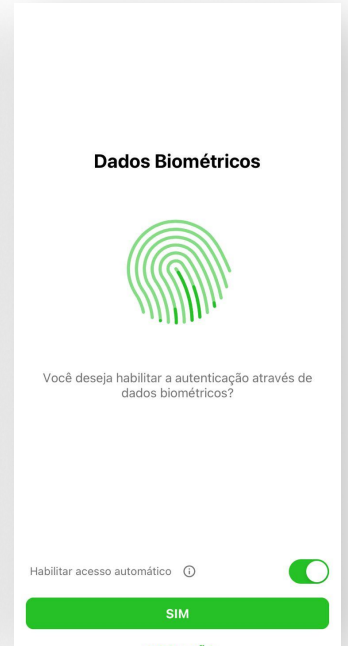 Dados Biométricos
Você deseja habilitar a autenticação através de
dados biométricos?
Habilitar acesso automático
SIM